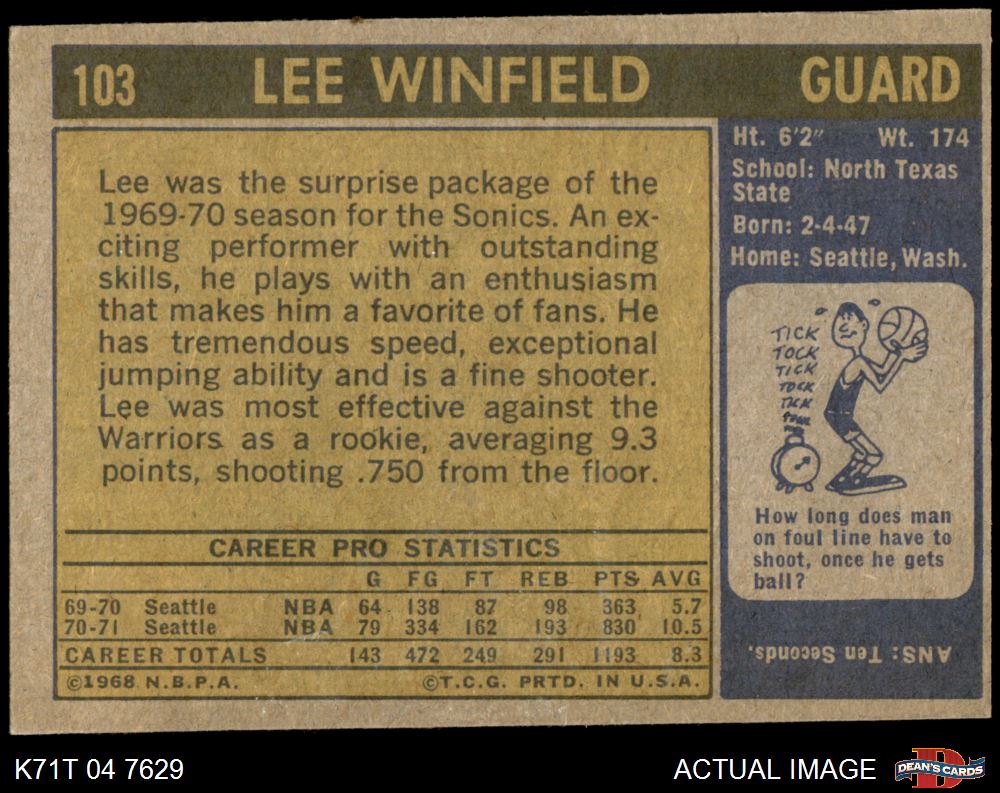 103 LEE WINFIELD GUARD
Lee was the surprise package of the
1969-70 season for the Sonics. An ex-
citing performer with outstanding
skills, he plays with an enthusiasm
that makes him a favorite of fans. He
has tremendous speed, exceptional
jumping ability and is a fine shooter.
Lee was most effective against the
Warriors as a rookie, averaging 9.3
points, shooting .750 from the floor.
CAREER PRO STATISTICS
G FG FT REB PTS AVG
69-70 Seattle NBA 64 138 87 98 363 5.7
70-71 Seattle NBA 79 334 162 193 830 10.5
CAREER TOTALS 143 472 249 291 1193 8.3
©1968 N.B.P.A. ©T.C.G. PRTD. IN U.S.A.
Ht. 6'2" Wt. 174
School: North Texas
State
Born: 2-4-47
Home: Seattle, Wash.
TICK
TOCK
TICK
TOCK
TICK
TOCK
How long does man
on foul line have to
shoot, once he gets
ball?
ANS: Ten Seconds.
K71T 04 7629 ACTUAL IMAGE DEAN'S CARDS